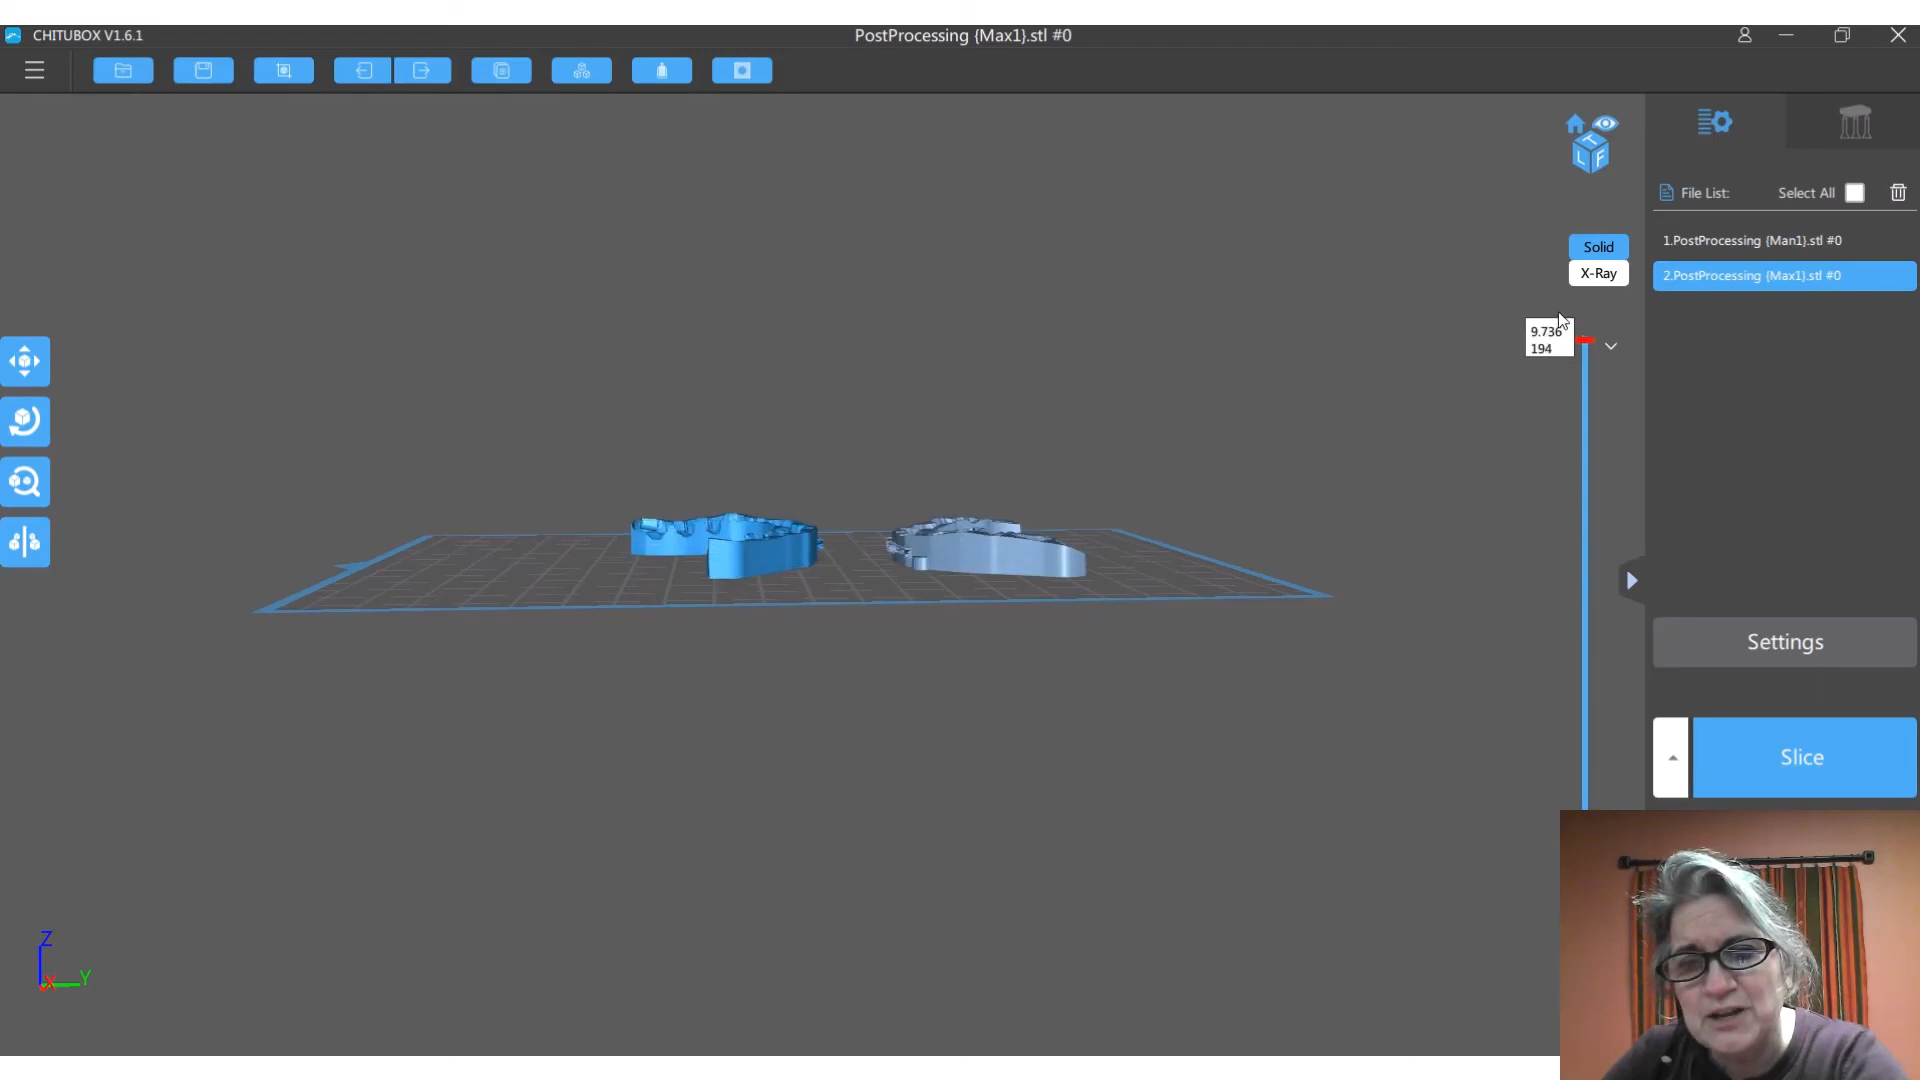 CHITUBOX V1.6.1
PostProcessing {Max1}.stl #0
T
L F
File List:
Select All
1.PostProcessing {Man1}.stl #0
2.PostProcessing {Max1}.stl #0
Solid
X-Ray
9.736
194
Settings
Slice
Z
X
Y